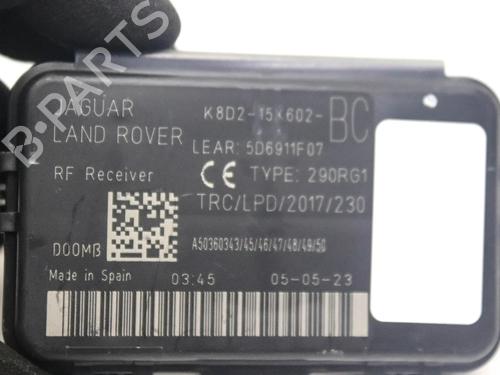 JAGUAR
LAND ROVER
K8D2-15K602-BC
LEAR: 5D6911F07
RF Receiver
CE TYPE: 290RG1
TRC/LPD/2017/230
D00MB
A50360343/45/46/47/48/49/50
Made in Spain
03:45
05-05-23
B-PARTS